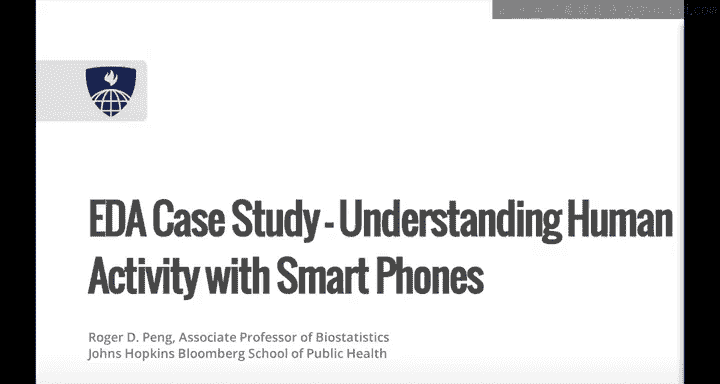 EDA Case Study - Understanding Human
Activity with Smart Phones
Roger D. Peng, Associate Professor of Biostatistics
Johns Hopkins Bloomberg School of Public Health